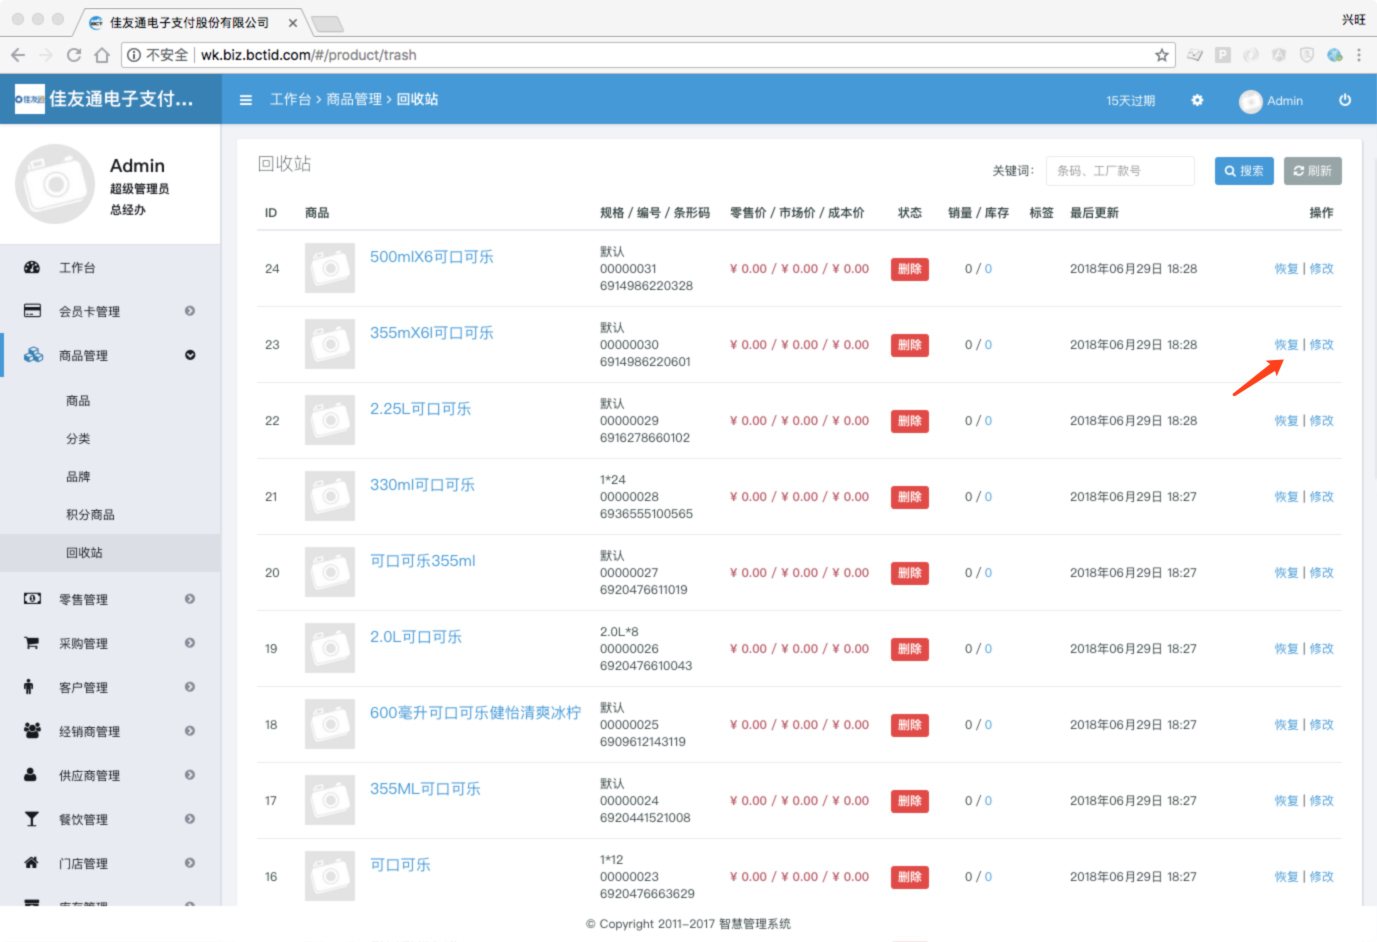 佳友通电子支付股份有限公司
兴旺
不安全
wk.biz.bctid.com/#/product/trash
佳友通电子支付...
工作台 > 商品管理 > 回收站
15天过期
Admin
Admin
超级管理员
总经办
工作台
会员卡管理
商品管理
商品
分类
品牌
积分商品
回收站
零售管理
采购管理
客户管理
经销商管理
供应商管理
餐饮管理
门店管理
回收站
关键词:
条码、工厂款号
搜索
刷新
ID 商品 规格 / 编号 / 条形码 零售价 / 市场价 / 成本价 状态 销量 / 库存 标签 最后更新 操作
24 500mlX6可口可乐 默认 00000031 6914986220328 ¥ 0.00 / ¥ 0.00 / ¥ 0.00 删除 0 / 0 2018年06月29日 18:28 恢复 | 修改
23 355mX6l可口可乐 默认 00000030 6914986220601 ¥ 0.00 / ¥ 0.00 / ¥ 0.00 删除 0 / 0 2018年06月29日 18:28 恢复 | 修改
22 2.25L可口可乐 默认 00000029 6916278660102 ¥ 0.00 / ¥ 0.00 / ¥ 0.00 删除 0 / 0 2018年06月29日 18:28 恢复 | 修改
21 330ml可口可乐 1*24 00000028 6936555100565 ¥ 0.00 / ¥ 0.00 / ¥ 0.00 删除 0 / 0 2018年06月29日 18:27 恢复 | 修改
20 可口可乐355ml 默认 00000027 6920476611019 ¥ 0.00 / ¥ 0.00 / ¥ 0.00 删除 0 / 0 2018年06月29日 18:27 恢复 | 修改
19 2.0L可口可乐 2.0L*8 00000026 6920476610043 ¥ 0.00 / ¥ 0.00 / ¥ 0.00 删除 0 / 0 2018年06月29日 18:27 恢复 | 修改
18 600毫升可口可乐健怡清爽冰柠 默认 00000025 6909612143119 ¥ 0.00 / ¥ 0.00 / ¥ 0.00 删除 0 / 0 2018年06月29日 18:27 恢复 | 修改
17 355ML可口可乐 默认 00000024 6920441521008 ¥ 0.00 / ¥ 0.00 / ¥ 0.00 删除 0 / 0 2018年06月29日 18:27 恢复 | 修改
16 可口可乐 1*12 00000023 6920476663629 ¥ 0.00 / ¥ 0.00 / ¥ 0.00 删除 0 / 0 2018年06月29日 18:27 恢复 | 修改
© Copyright 2011-2017 智慧管理系统